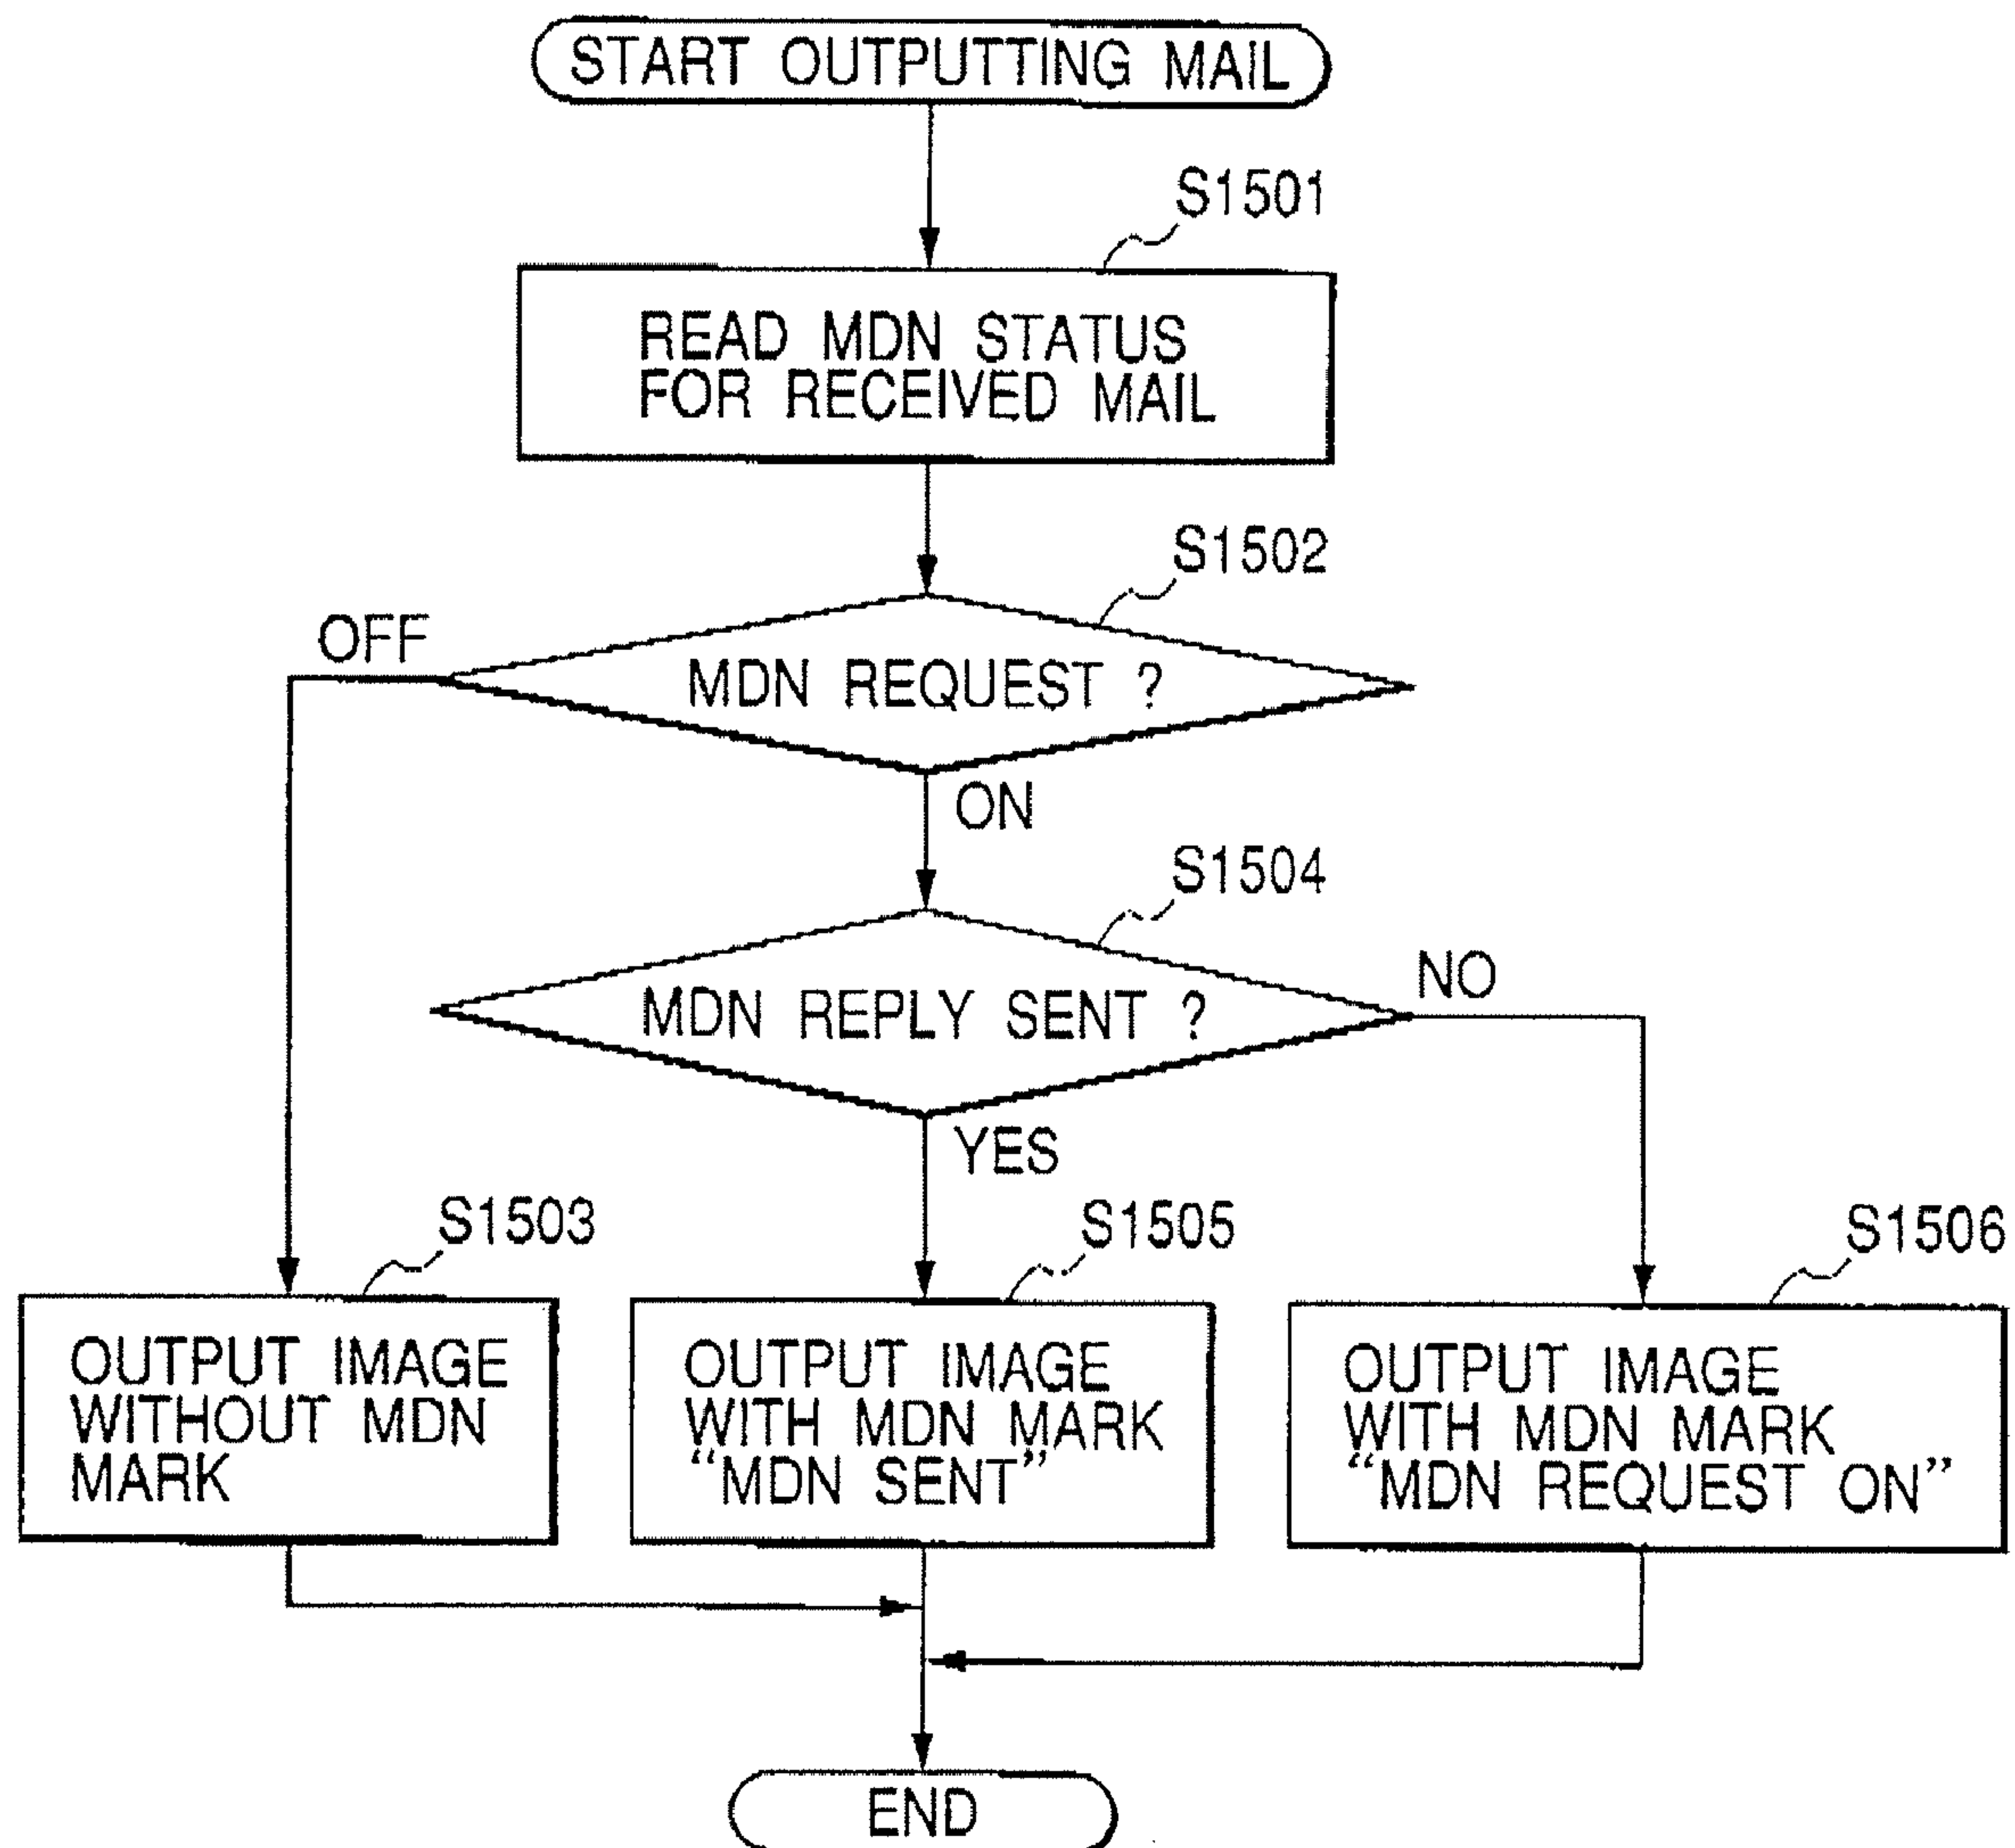 START OUTPUTTING MAIL
S1501
READ MDN STATUS
FOR RECEIVED MAIL
S1502
OFF
MDN REQUEST ?
ON
S1504
NO
MDN REPLY SENT ?
YES
S1503
S1505
S1506
OUTPUT IMAGE
WITHOUT MDN
MARK
OUTPUT IMAGE
WITH MDN MARK
“MDN SENT”
OUTPUT IMAGE
WITH MDN MARK
“MDN REQUEST ON”
END